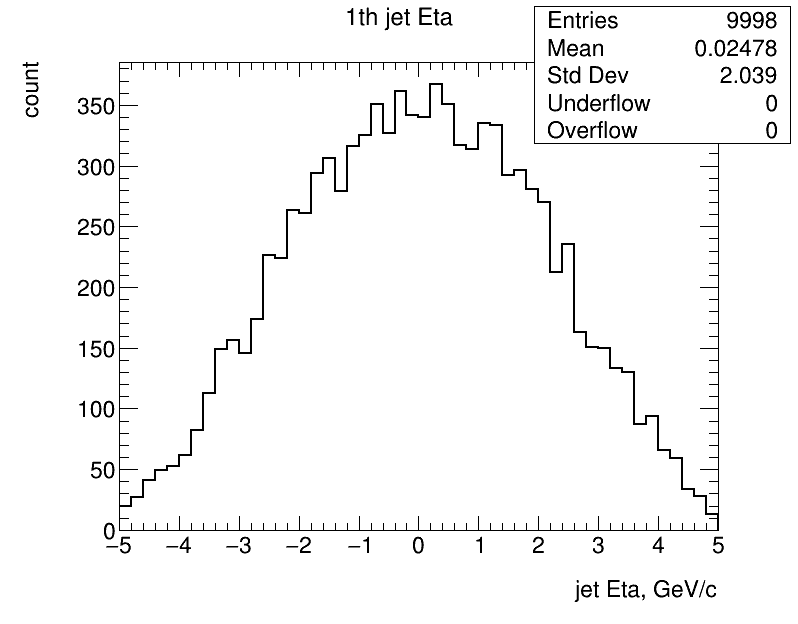 1th jet Eta
Entries 9998
Mean 0.02478
Std Dev 2.039
Underflow 0
Overflow 0
count
350
300
250
200
150
100
50
0
−5 −4 −3 −2 −1 0 1 2 3 4 5
jet Eta, GeV/c